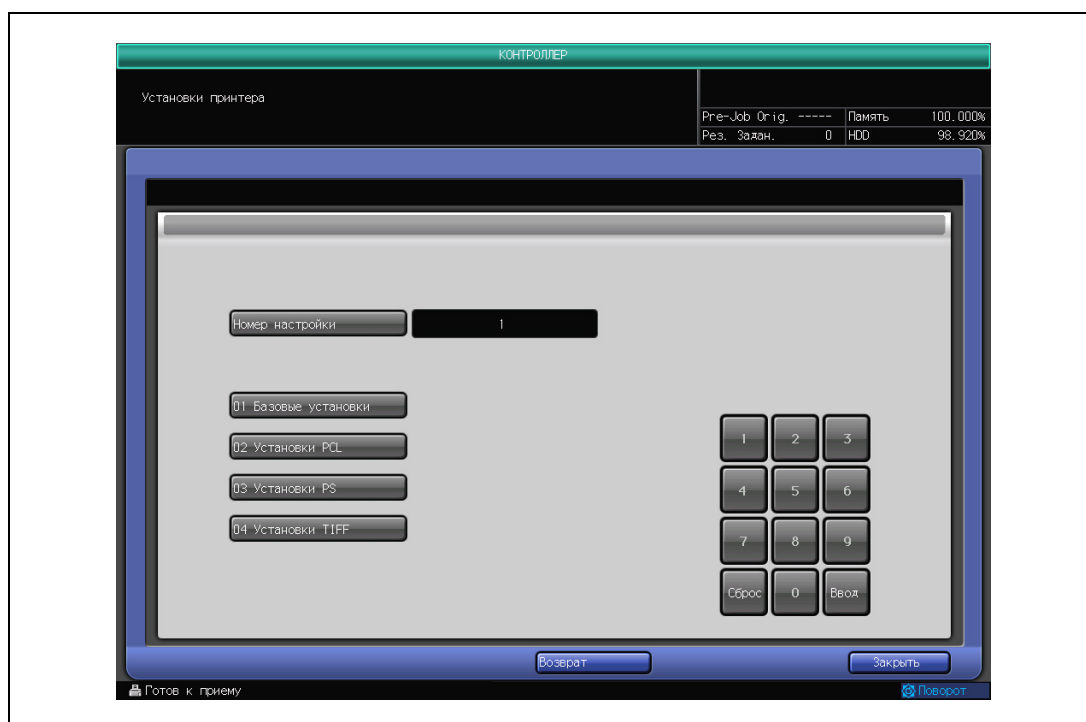 КОНТРОЛЛЕР
Установки принтера
Pre-Job Orig. ----- Память 100.000%
Рез. Задан. 0 HDD 98.920%
Номер настройки 1
01 Базовые установки
02 Установки PCL
03 Установки PS
04 Установки TIFF
1 2 3
4 5 6
7 8 9
Сброс 0 Ввод
Возврат Закрыть
Готов к приему Поворот